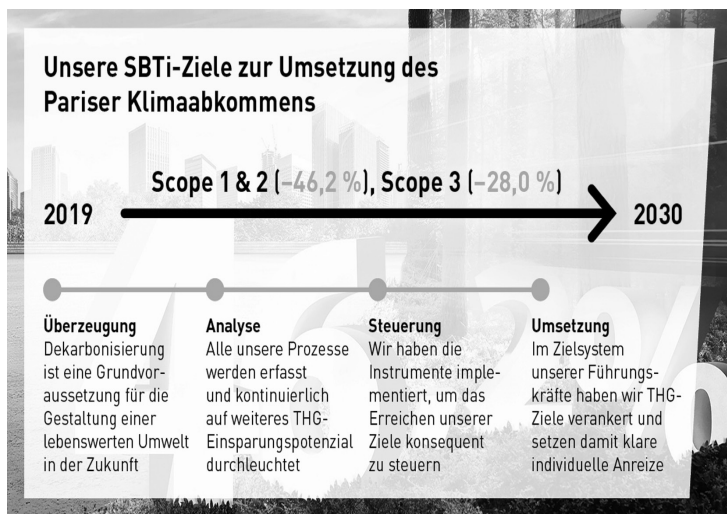 Unsere SBTi-Ziele zur Umsetzung des
Pariser Klimaabkommens
Scope 1 & 2 (–46,2 %), Scope 3 (–28,0 %)
2019
2030
Überzeugung
Dekarbonisierung
ist eine Grundvor-
aussetzung für die
Gestaltung einer
lebenswerten Umwelt
in der Zukunft
Analyse
Alle unsere Prozesse
werden erfasst
und kontinuierlich
auf weiteres THG-
Einsparungspotenzial
durchleuchtet
Steuerung
Wir haben die
Instrumente imple-
mentiert, um das
Erreichen unserer
Ziele konsequent
zu steuern
Umsetzung
Im Zielsystem
unserer Führungs-
kräfte haben wir THG-
Ziele verankert und
setzen damit klare
individuelle Anreize
46,2%